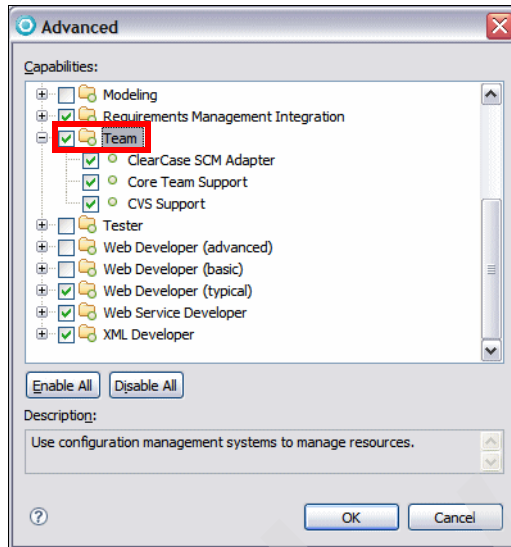 Advanced
Capabilities:
Modeling
Requirements Management Integration
Team
ClearCase SCM Adapter
Core Team Support
CVS Support
Tester
Web Developer (advanced)
Web Developer (basic)
Web Developer (typical)
Web Service Developer
XML Developer
Enable All Disable All
Description:
Use configuration management systems to manage resources.
? OK Cancel